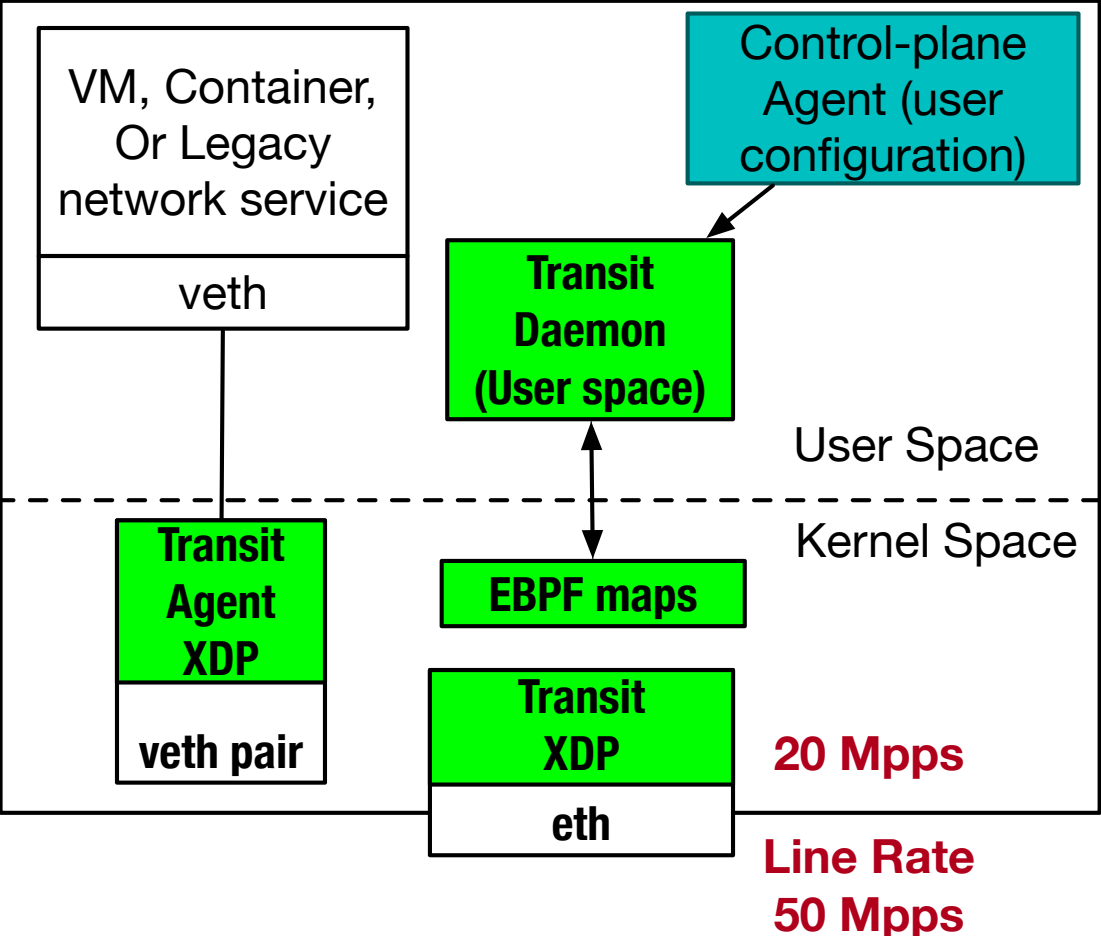 VM, Container,
Or Legacy
network service
veth
Control-plane
Agent (user
configuration)
Transit
Daemon
(User space)
User Space
Kernel Space
Transit
Agent
XDP
veth pair
EBPF maps
Transit
XDP
eth
20 Mpps
Line Rate
50 Mpps